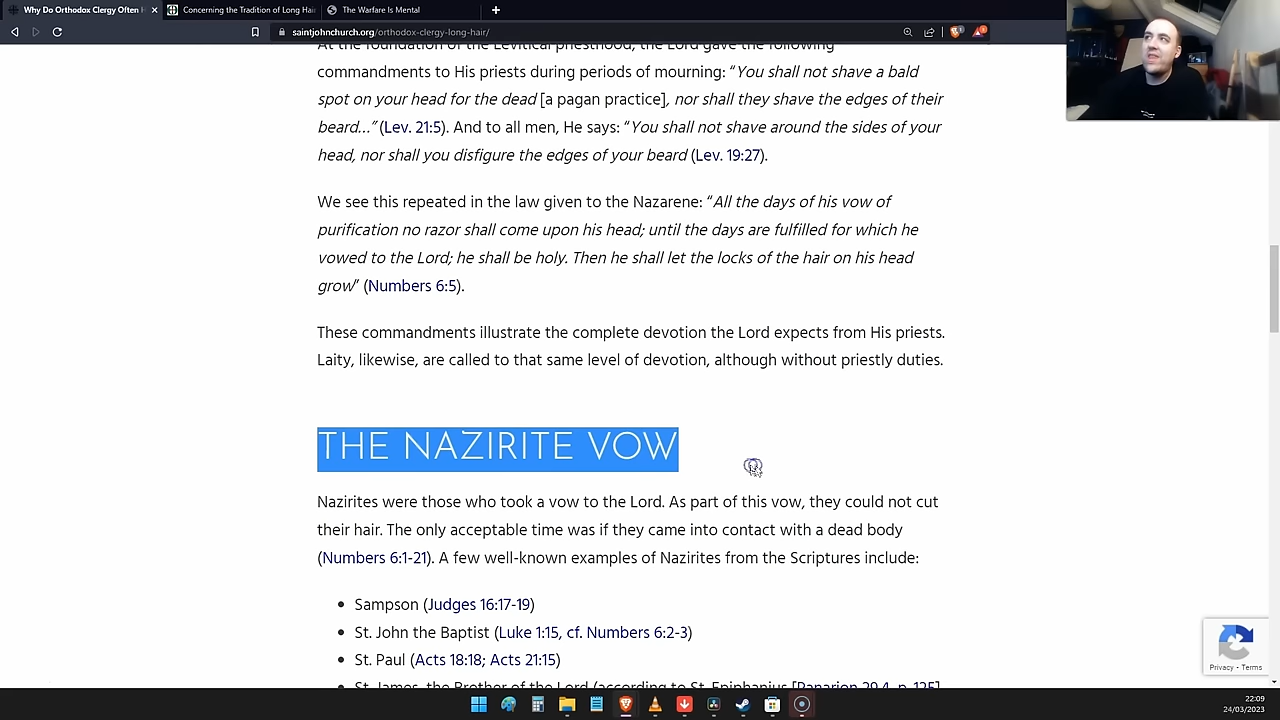 Why Do Orthodox Clergy Often H
Concerning the Tradition of Long Hair
The Warfare Is Mental
saintjohnchurch.org/orthodox-clergy-long-hair/
At the foundation of the Levitical priesthood, the Lord gave the following
commandments to His priests during periods of mourning: “You shall not shave a bald
spot on your head for the dead [a pagan practice], nor shall they shave the edges of their
beard…” (Lev. 21:5). And to all men, He says: “You shall not shave around the sides of your
head, nor shall you disfigure the edges of your beard (Lev. 19:27).
We see this repeated in the law given to the Nazarene: “All the days of his vow of
purification no razor shall come upon his head; until the days are fulfilled for which he
vowed to the Lord; he shall be holy. Then he shall let the locks of the hair on his head
grow” (Numbers 6:5).
These commandments illustrate the complete devotion the Lord expects from His priests.
Laity, likewise, are called to that same level of devotion, although without priestly duties.
THE NAZIRITE VOW
Nazirites were those who took a vow to the Lord. As part of this vow, they could not cut
their hair. The only acceptable time was if they came into contact with a dead body
(Numbers 6:1-21). A few well-known examples of Nazirites from the Scriptures include:
Sampson (Judges 16:17-19)
St. John the Baptist (Luke 1:15, cf. Numbers 6:2-3)
St. Paul (Acts 18:18; Acts 21:15)
St. James, the Brother of the Lord (according to St. Epiphanius [Panarion 29.4, p. 125]
Privacy - Terms
22:09
24/03/2023